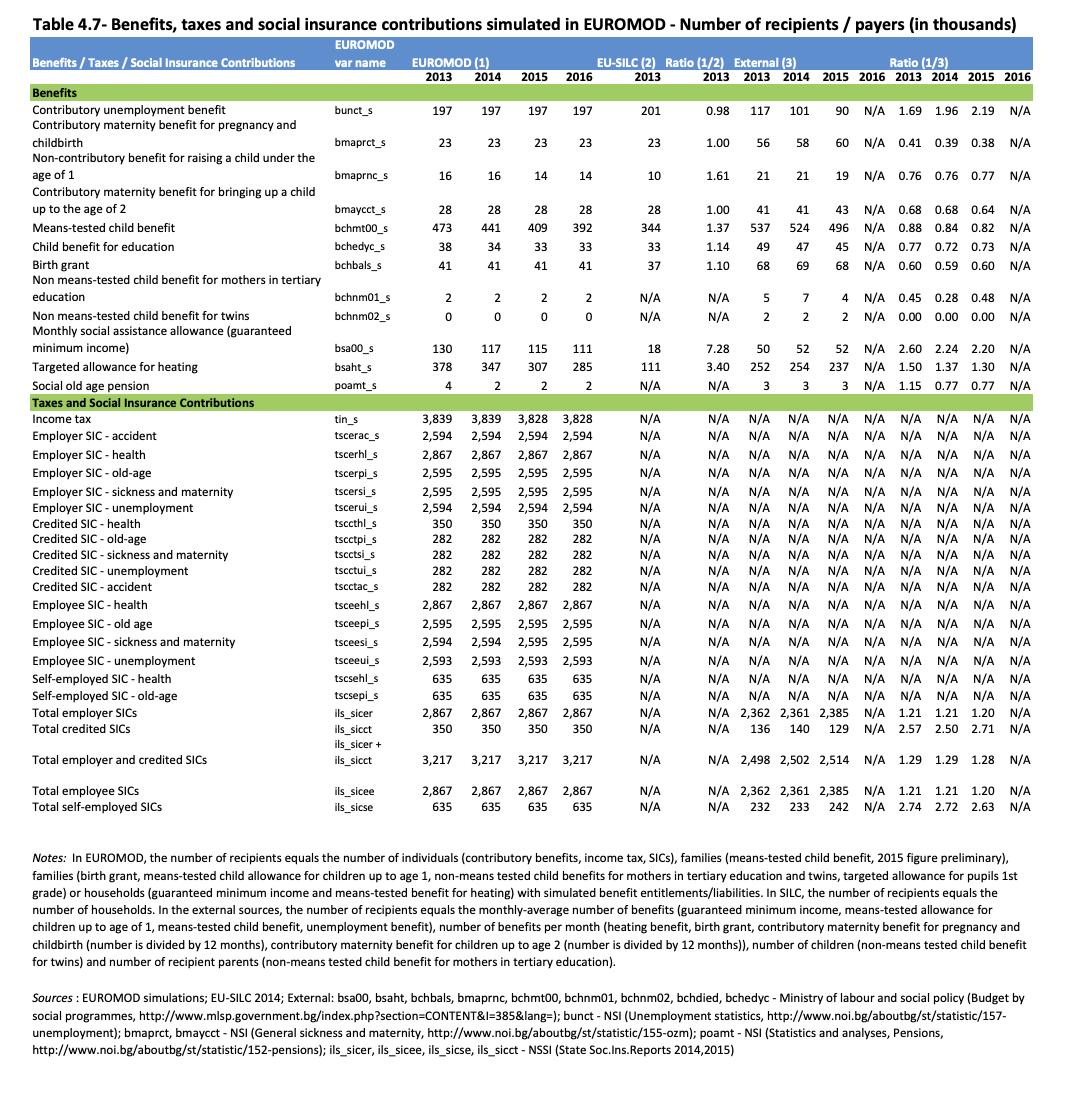 Table 4.7- Benefits, taxes and social insurance contributions simulated in EUROMOD - Number of recipients / payers (in thousands)
EUROMOD
Benefits / Taxes / Social Insurance Contributions var name EUROMOD (1) EU-SILC (2) Ratio (1/2) External (3) Ratio (1/3)
2013 2014 2015 2016 2013 2013 2013 2014 2015 2016 2013 2014 2015 2016
Benefits
Contributory unemployment benefit bunct_s 197 197 197 197 201 0.98 117 101 90 N/A 1.69 1.96 2.19 N/A
Contributory maternity benefit for pregnancy and
childbirth bmaprct_s 23 23 23 23 23 1.00 56 58 60 N/A 0.41 0.39 0.38 N/A
Non-contributory benefit for raising a child under the
age of 1 bmaprnc_s 16 16 14 14 10 1.61 21 21 19 N/A 0.76 0.76 0.77 N/A
Contributory maternity benefit for bringing up a child
up to the age of 2 bmaycct_s 28 28 28 28 28 1.00 41 41 43 N/A 0.68 0.68 0.64 N/A
Means-tested child benefit bchmt00_s 473 441 409 392 344 1.37 537 524 496 N/A 0.88 0.84 0.82 N/A
Child benefit for education bchedyc_s 38 34 33 33 33 1.14 49 47 45 N/A 0.77 0.72 0.73 N/A
Birth grant bchbals_s 41 41 41 41 37 1.10 68 69 68 N/A 0.60 0.59 0.60 N/A
Non means-tested child benefit for mothers in tertiary
education bchnm01_s 2 2 2 2 N/A N/A 5 7 4 N/A 0.45 0.28 0.48 N/A
Non means-tested child benefit for twins bchnm02_s 0 0 0 0 N/A N/A 2 2 2 N/A 0.00 0.00 0.00 N/A
Monthly social assistance allowance (guaranteed
minimum income) bsa00_s 130 117 115 111 18 7.28 50 52 52 N/A 2.60 2.24 2.20 N/A
Targeted allowance for heating bsaht_s 378 347 307 285 111 3.40 252 254 237 N/A 1.50 1.37 1.30 N/A
Social old age pension poamt_s 4 2 2 2 N/A N/A 3 3 3 N/A 1.15 0.77 0.77 N/A
Taxes and Social Insurance Contributions
Income tax tin_s 3,839 3,839 3,828 3,828 N/A N/A N/A N/A N/A N/A N/A N/A N/A N/A
Employer SIC - accident tscerac_s 2,594 2,594 2,594 2,594 N/A N/A N/A N/A N/A N/A N/A N/A N/A N/A
Employer SIC - health tscerhl_s 2,867 2,867 2,867 2,867 N/A N/A N/A N/A N/A N/A N/A N/A N/A N/A
Employer SIC - old-age tscerpi_s 2,595 2,595 2,595 2,595 N/A N/A N/A N/A N/A N/A N/A N/A N/A N/A
Employer SIC - sickness and maternity tscersi_s 2,595 2,595 2,595 2,595 N/A N/A N/A N/A N/A N/A N/A N/A N/A N/A
Employer SIC - unemployment tscerui_s 2,594 2,594 2,594 2,594 N/A N/A N/A N/A N/A N/A N/A N/A N/A N/A
Credited SIC - health tsccthl_s 350 350 350 350 N/A N/A N/A N/A N/A N/A N/A N/A N/A N/A
Credited SIC - old-age tscctpi_s 282 282 282 282 N/A N/A N/A N/A N/A N/A N/A N/A N/A N/A
Credited SIC - sickness and maternity tscctsi_s 282 282 282 282 N/A N/A N/A N/A N/A N/A N/A N/A N/A N/A
Credited SIC - unemployment tscctui_s 282 282 282 282 N/A N/A N/A N/A N/A N/A N/A N/A N/A N/A
Credited SIC - accident tscctac_s 282 282 282 282 N/A N/A N/A N/A N/A N/A N/A N/A N/A N/A
Employee SIC - health tsceehl_s 2,867 2,867 2,867 2,867 N/A N/A N/A N/A N/A N/A N/A N/A N/A N/A
Employee SIC - old age tsceepi_s 2,595 2,595 2,595 2,595 N/A N/A N/A N/A N/A N/A N/A N/A N/A N/A
Employee SIC - sickness and maternity tsceesi_s 2,594 2,594 2,595 2,595 N/A N/A N/A N/A N/A N/A N/A N/A N/A N/A
Employee SIC - unemployment tsceeui_s 2,593 2,593 2,593 2,593 N/A N/A N/A N/A N/A N/A N/A N/A N/A N/A
Self-employed SIC - health tscsehl_s 635 635 635 635 N/A N/A N/A N/A N/A N/A N/A N/A N/A N/A
Self-employed SIC - old-age tscsepi_s 635 635 635 635 N/A N/A N/A N/A N/A N/A N/A N/A N/A N/A
Total employer SICs ils_sicer 2,867 2,867 2,867 2,867 N/A N/A 2,362 2,361 2,385 N/A 1.21 1.21 1.20 N/A
Total credited SICs ils_sicct 350 350 350 350 N/A N/A 136 140 129 N/A 2.57 2.50 2.71 N/A
ils_sicer +
Total employer and credited SICs ils_sicct 3,217 3,217 3,217 3,217 N/A N/A 2,498 2,502 2,514 N/A 1.29 1.29 1.28 N/A
Total employee SICs ils_sicee 2,867 2,867 2,867 2,867 N/A N/A 2,362 2,361 2,385 N/A 1.21 1.21 1.20 N/A
Total self-employed SICs ils_sicse 635 635 635 635 N/A N/A 232 233 242 N/A 2.74 2.72 2.63 N/A
Notes: In EUROMOD, the number of recipients equals the number of individuals (contributory benefits, income tax, SICs), families (means-tested child benefit, 2015 figure preliminary),
families (birth grant, means-tested child allowance for children up to age 1, non-means tested child benefits for mothers in tertiary education and twins, targeted allowance for pupils 1st
grade) or households (guaranteed minimum income and means-tested benefit for heating) with simulated benefit entitlements/liabilities. In SILC, the number of recipients equals the
number of households. In the external sources, the number of recipients equals the monthly-average number of benefits (guaranteed minimum income, means-tested allowance for
children up to age of 1, means-tested child benefit, unemployment benefit), number of benefits per month (heating benefit, birth grant, contributory maternity benefit for pregnancy and
childbirth (number is divided by 12 months), contributory maternity benefit for children up to age 2 (number is divided by 12 months)), number of children (non-means tested child benefit
for twins) and number of recipient parents (non-means tested child benefit for mothers in tertiary education).
Sources : EUROMOD simulations; EU-SILC 2014; External: bsa00, bsaht, bchbals, bmaprnc, bchmt00, bchnm01, bchnm02, bchdied, bchedyc - Ministry of labour and social policy (Budget by
social programmes, http://www.mlsp.government.bg/index.php?section=CONTENT&I=385&lang=); bunct - NSI (Unemployment statistics, http://www.noi.bg/aboutbg/st/statistic/157-
unemployment); bmaprct, bmaycct - NSI (General sickness and maternity, http://www.noi.bg/aboutbg/st/statistic/155-ozm); poamt - NSI (Statistics and analyses, Pensions,
http://www.noi.bg/aboutbg/st/statistic/152-pensions); ils_sicer, ils_sicee, ils_sicse, ils_sicct - NSSI (State Soc.Ins.Reports 2014,2015)